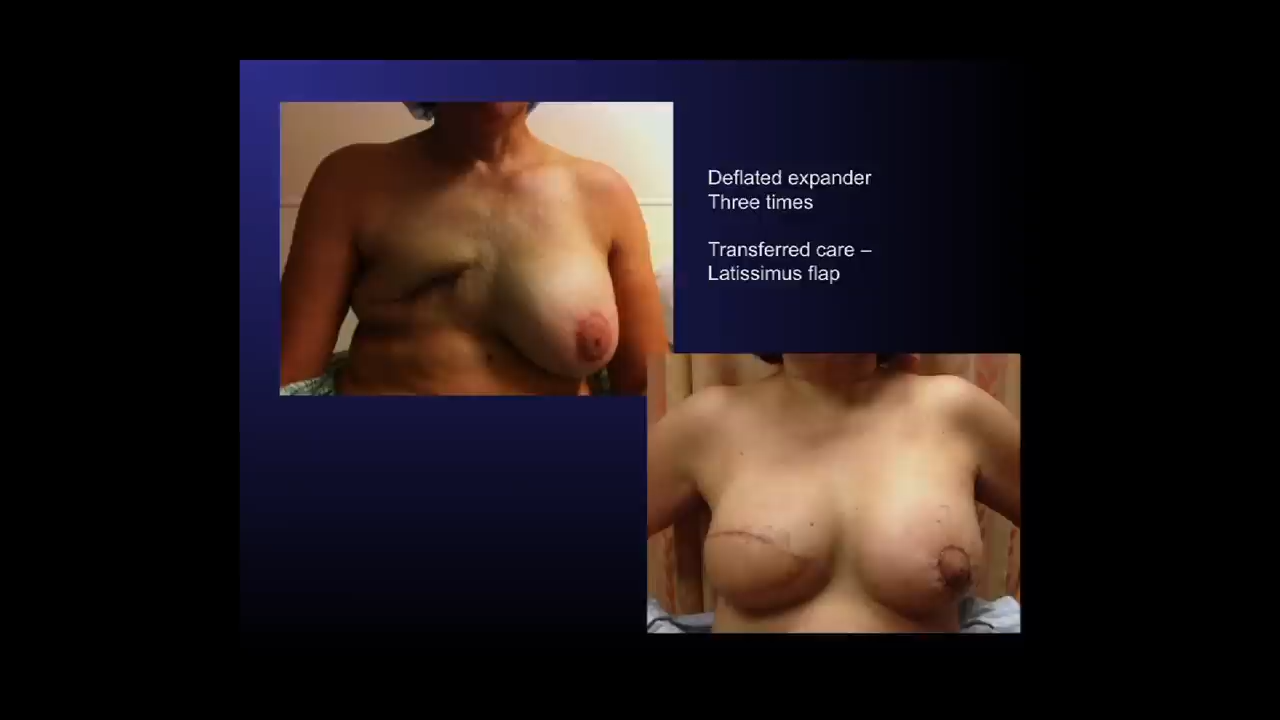 Deflated expander
Three times
Transferred care –
Latissimus flap